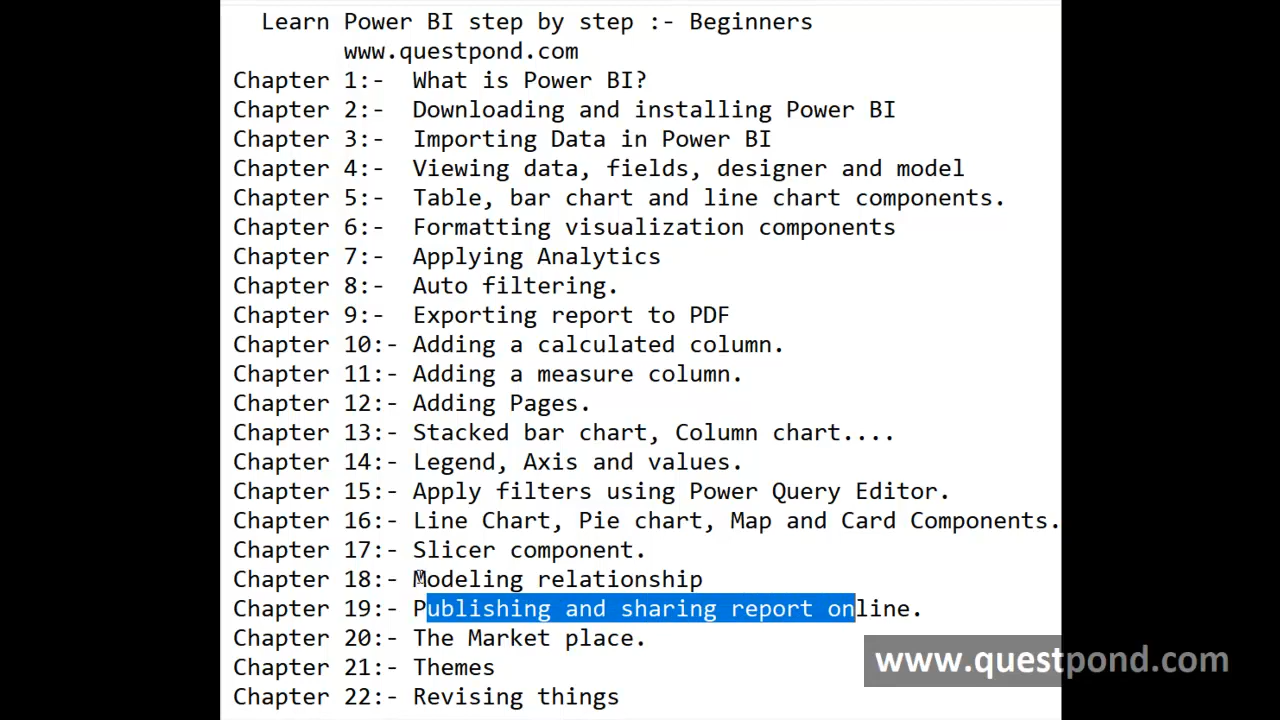 Learn Power BI step by step :- Beginners
www.questpond.com
Chapter 1:- What is Power BI?
Chapter 2:- Downloading and installing Power BI
Chapter 3:- Importing Data in Power BI
Chapter 4:- Viewing data, fields, designer and model
Chapter 5:- Table, bar chart and line chart components.
Chapter 6:- Formatting visualization components
Chapter 7:- Applying Analytics
Chapter 8:- Auto filtering.
Chapter 9:- Exporting report to PDF
Chapter 10:- Adding a calculated column.
Chapter 11:- Adding a measure column.
Chapter 12:- Adding Pages.
Chapter 13:- Stacked bar chart, Column chart....
Chapter 14:- Legend, Axis and values.
Chapter 15:- Apply filters using Power Query Editor.
Chapter 16:- Line Chart, Pie chart, Map and Card Components.
Chapter 17:- Slicer component.
Chapter 18:- Modeling relationship
Chapter 19:- Publishing and sharing report online.
Chapter 20:- The Market place.
Chapter 21:- Themes
Chapter 22:- Revising things
www.questpond.com